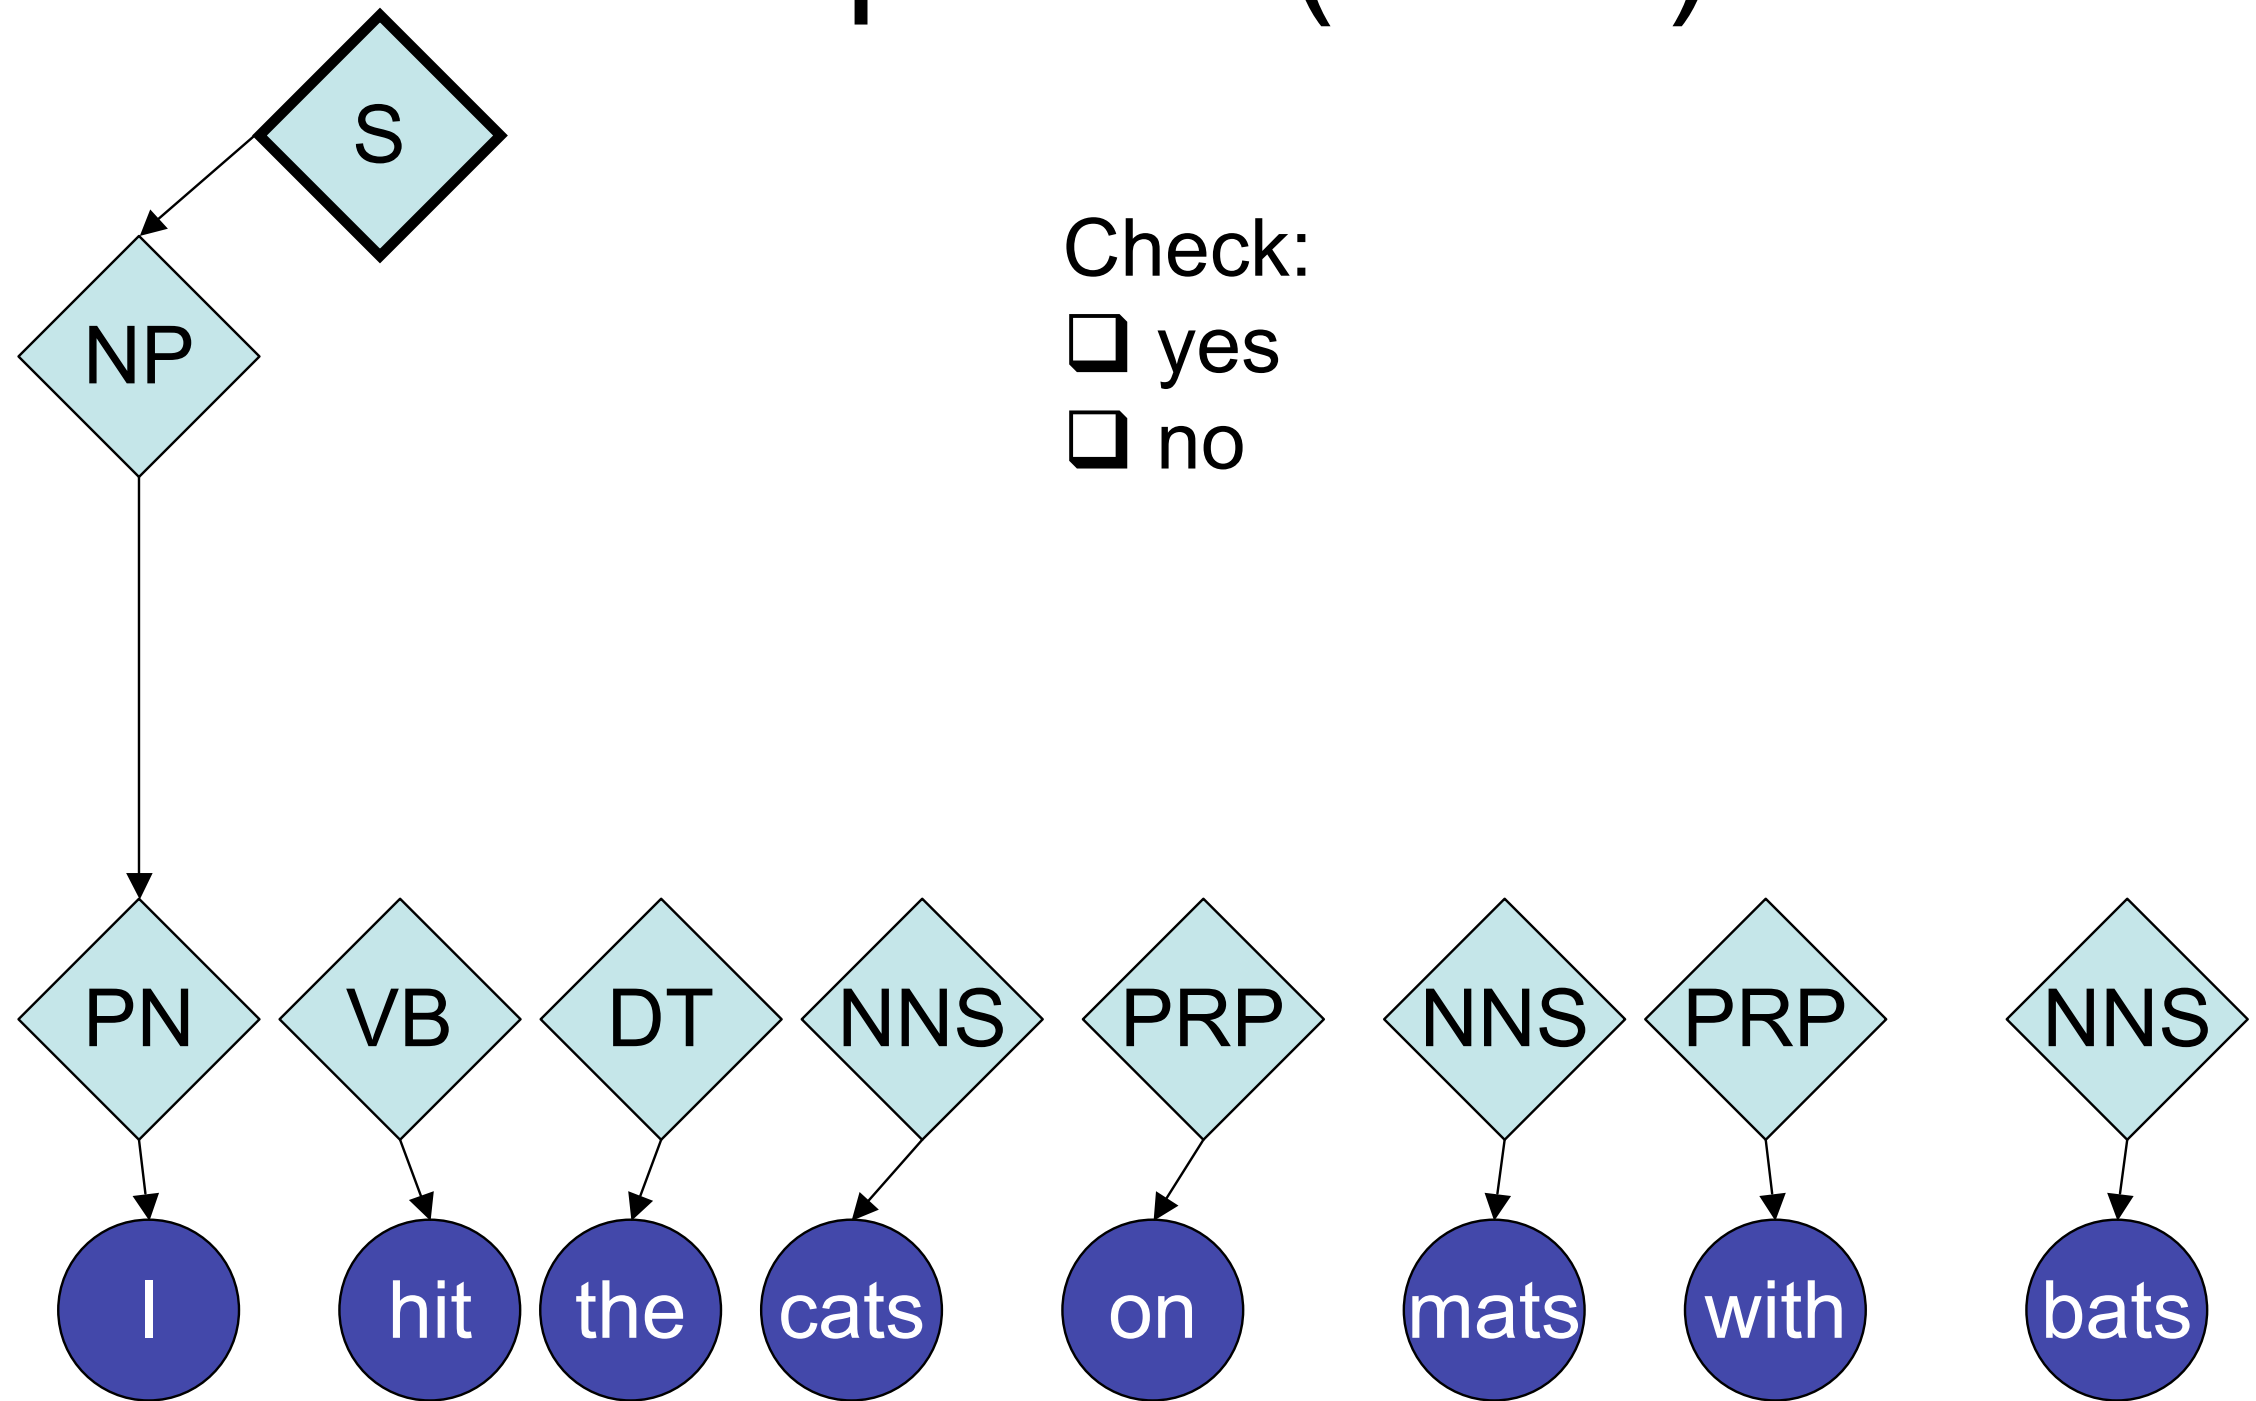 S
Check:
NP
❑ yes
❑ no
PN VB DT NNS PRP NNS PRP NNS
I hit the cats on mats with bats